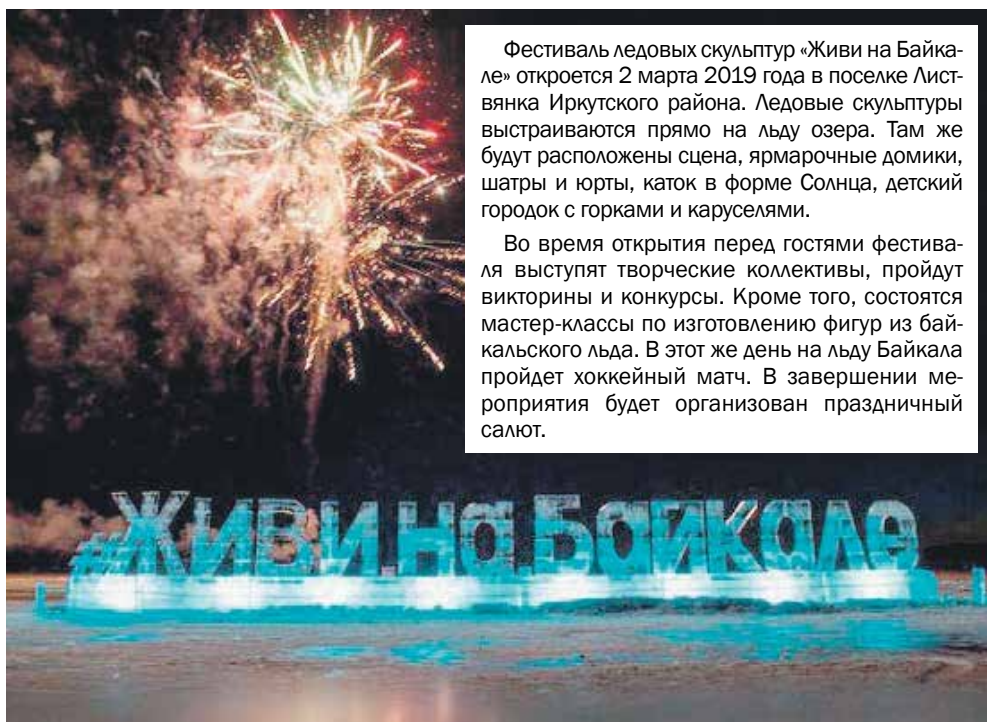 Фестиваль ледовых скульптур «Живи на Байка-
ле» откроется 2 марта 2019 года в поселке Лист-
вянка Иркутского района. Ледовые скульптуры
выстраиваются прямо на льду озера. Там же
будут расположены сцена, ярмарочные домики,
шатры и юрты, каток в форме Солнца, детский
городок с горками и каруселями.
Во время открытия перед гостями фестива-
ля выступят творческие коллективы, пройдут
викторины и конкурсы. Кроме того, состоятся
мастер-классы по изготовлению фигур из бай-
кальского льда. В этот же день на льду Байкала
пройдет хоккейный матч. В завершении ме-
роприятия будет организован праздничный
салют.
#Живи.на.Байкале